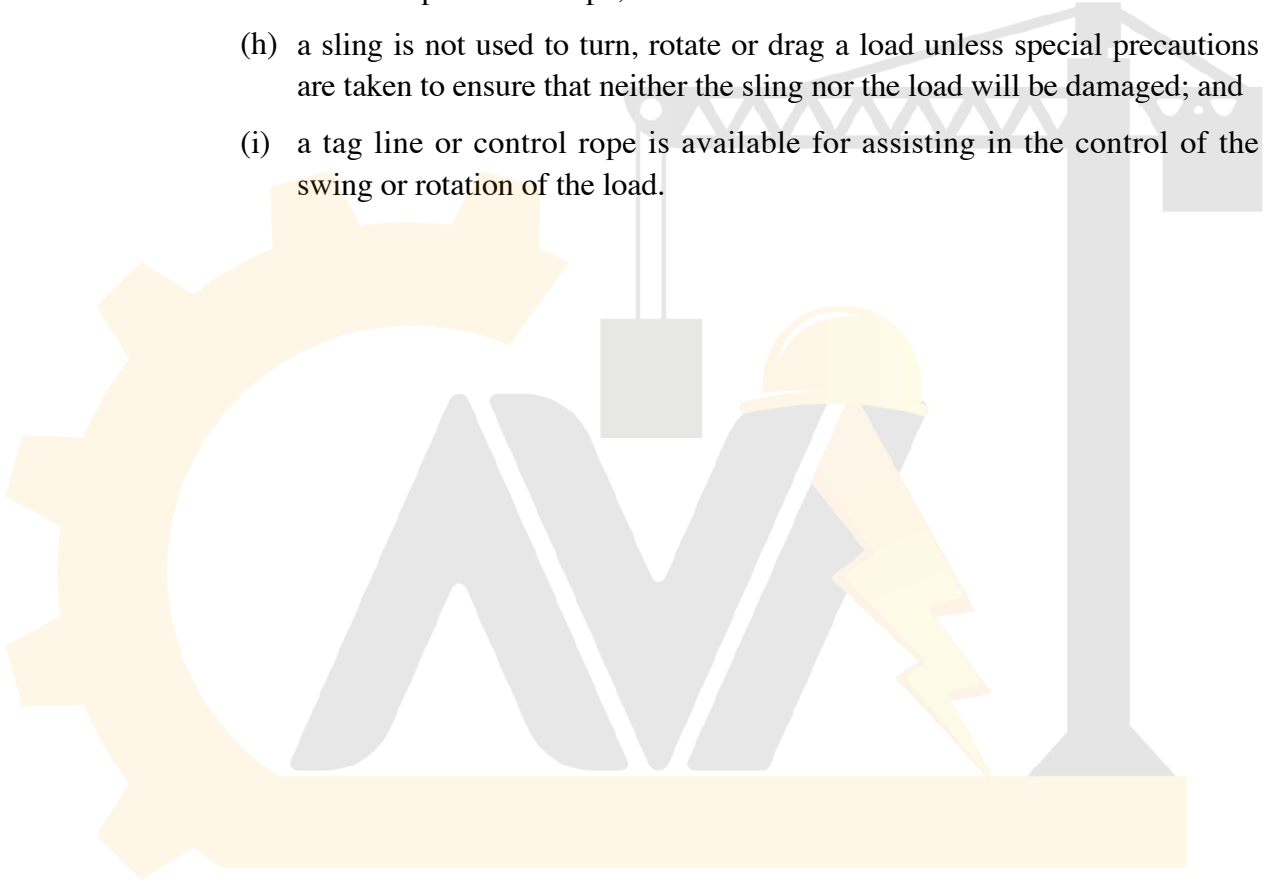 (h) a sling is not used to turn, rotate or drag a load unless special precautions
are taken to ensure that neither the sling nor the load will be damaged; and
(i) a tag line or control rope is available for assisting in the control of the
swing or rotation of the load.